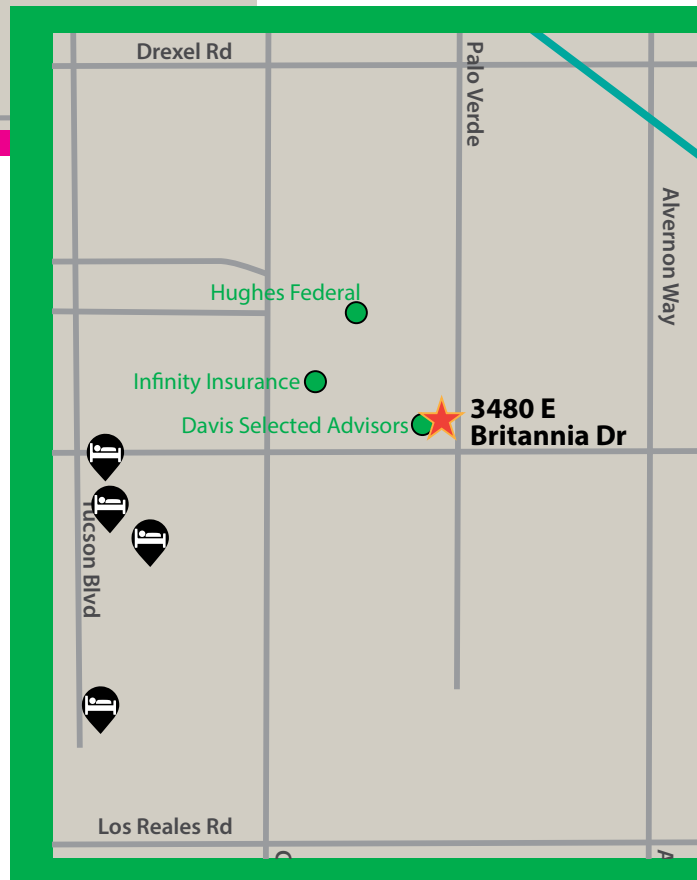 Drexel Rd
Palo Verde
Alvernon Way
Hughes Federal
Infinity Insurance
Davis Selected Advisors
3480 E
Britannia Dr
Tucson Blvd
Los Reales Rd